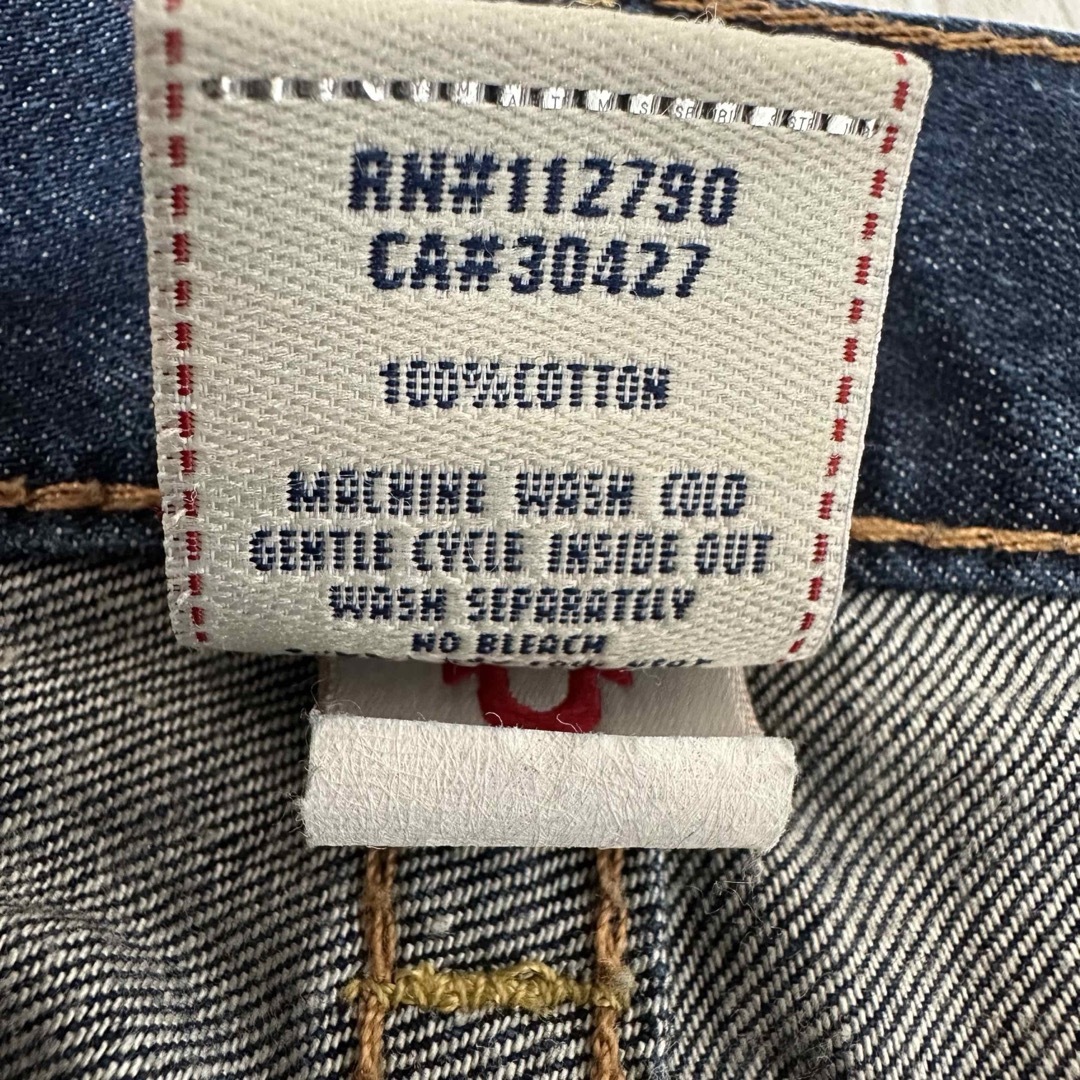 RN#112790
CA#30427
100%COTTON
MACHINE WASH COLD
GENTLE CYCLE INSIDE OUT
WASH SEPARATELY
NO BLEACH